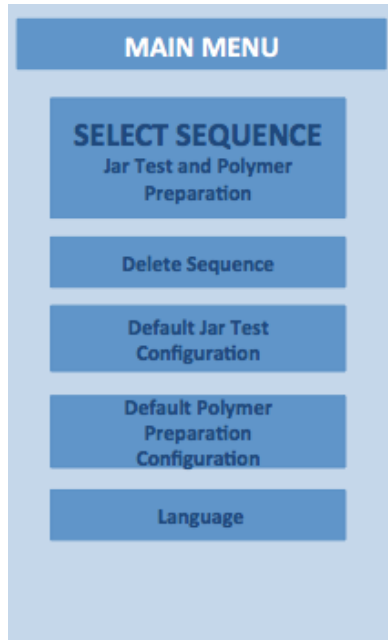 MAIN MENU
SELECT SEQUENCE
Jar Test and Polymer
Preparation
Delete Sequence
Default Jar Test
Configuration
Default Polymer
Preparation
Configuration
Language